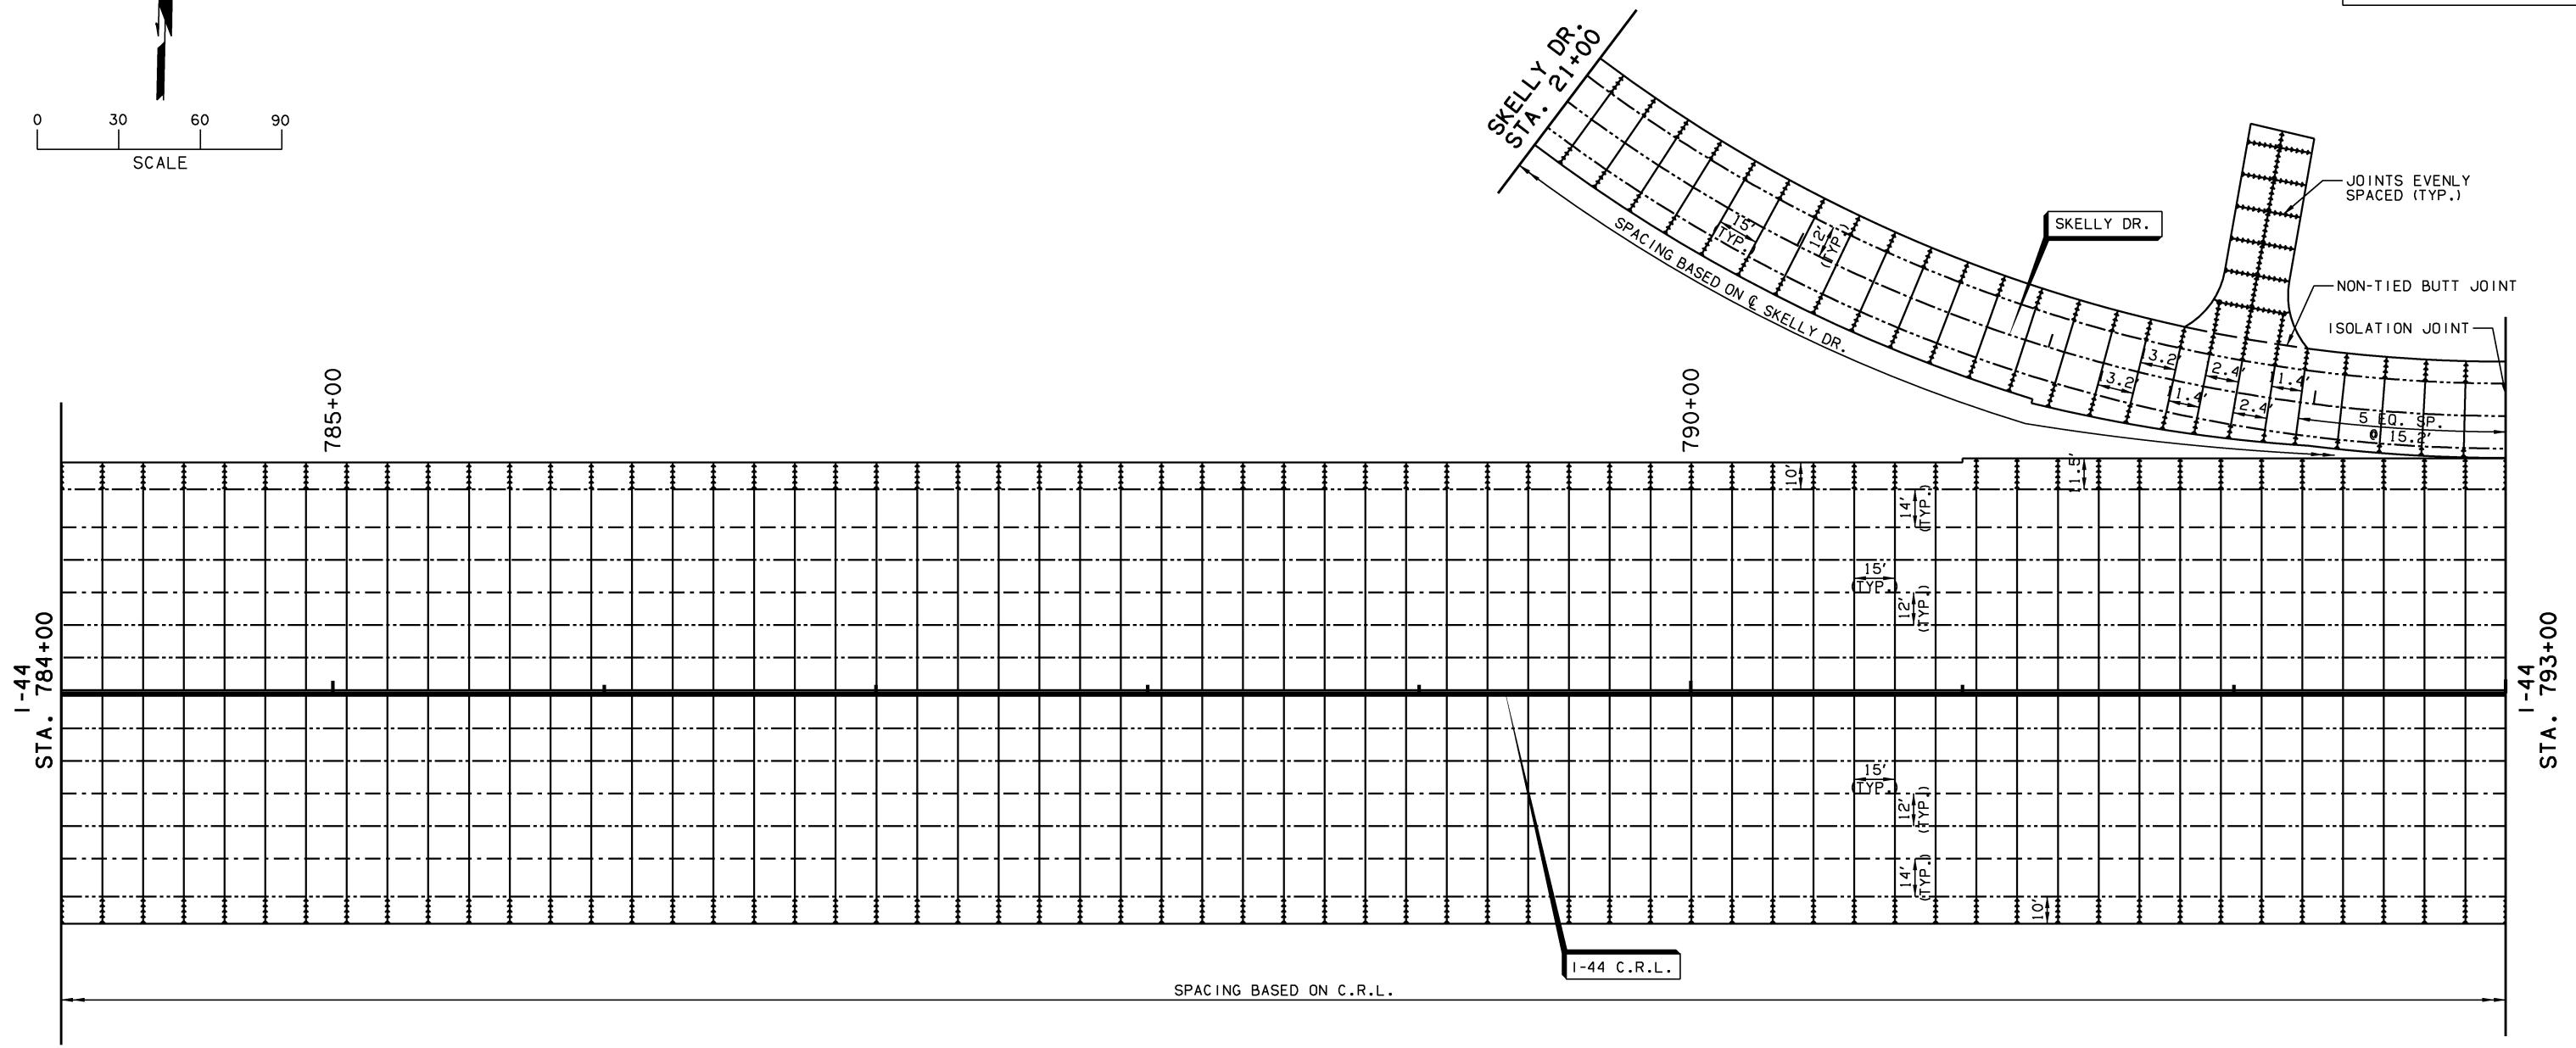 0 30 60 90
SCALE
SKELLY DR.
STA. 21+00
JOINTS EVENLY
SPACED (TYP.)
SKELLY DR.
15'
(TYP.)
12'
(TYP.)
SPACING BASED ON ℄ SKELLY DR.
NON-TIED BUTT JOINT
ISOLATION JOINT
3.2'
13.2'
2.4'
11.4'
1.4'
2.4'
5 EQ. SP.
@ 15.2'
785+00
790+00
10'
11.5'
14'
(TYP.)
15'
(TYP.)
12'
(TYP.)
I-44
STA. 784+00
I-44
STA. 793+00
15'
(TYP.)
12'
(TYP.)
14'
(TYP.)
10'
I-44 C.R.L.
SPACING BASED ON C.R.L.